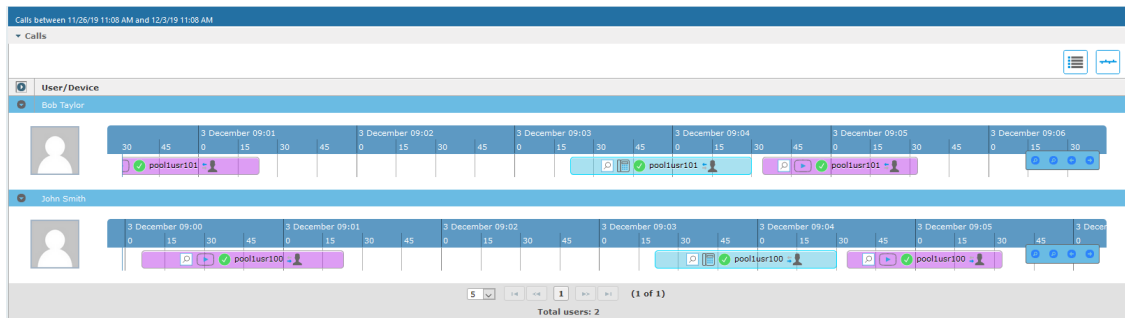 Calls between 11/26/19 11:08 AM and 12/3/19 11:08 AM
Calls
User/Device
Bob Taylor
3 December 09:01 3 December 09:02 3 December 09:03 3 December 09:04 3 December 09:05 3 December 09:06
30 45 0 15 30 45 0 15 30 45 0 15 30 45 0 15 30 45 0 15 30 45 0 15 30
pool1usr101 pool1usr101 pool1usr101
John Smith
3 December 09:00 3 December 09:01 3 December 09:02 3 December 09:03 3 December 09:04 3 December 09:05 3 Decem
0 15 30 45 0 15 30 45 0 15 30 45 0 15 30 45 0 15 30 45 0 15 30 45 0
pool1usr100 pool1usr100 pool1usr100
5 1 (1 of 1)
Total users: 2